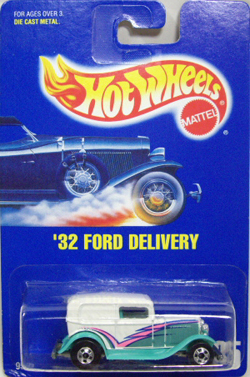 FOR AGES OVER 3.
DIE CAST METAL.
Hot Wheels
MATTEL
'32 FORD DELIVERY